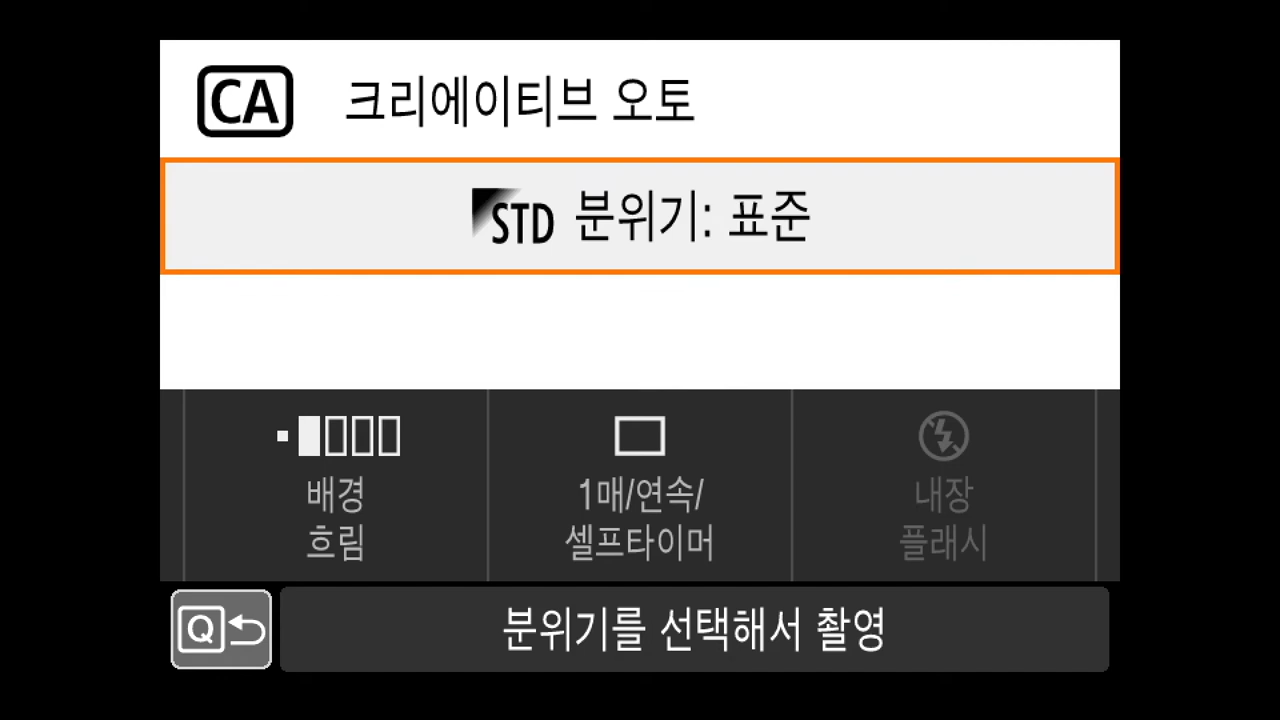 CA 크리에이티브 오토
STD 분위기: 표준
배경
흐림
1매/연속/
셀프타이머
내장
플래시
Q 분위기를 선택해서 촬영